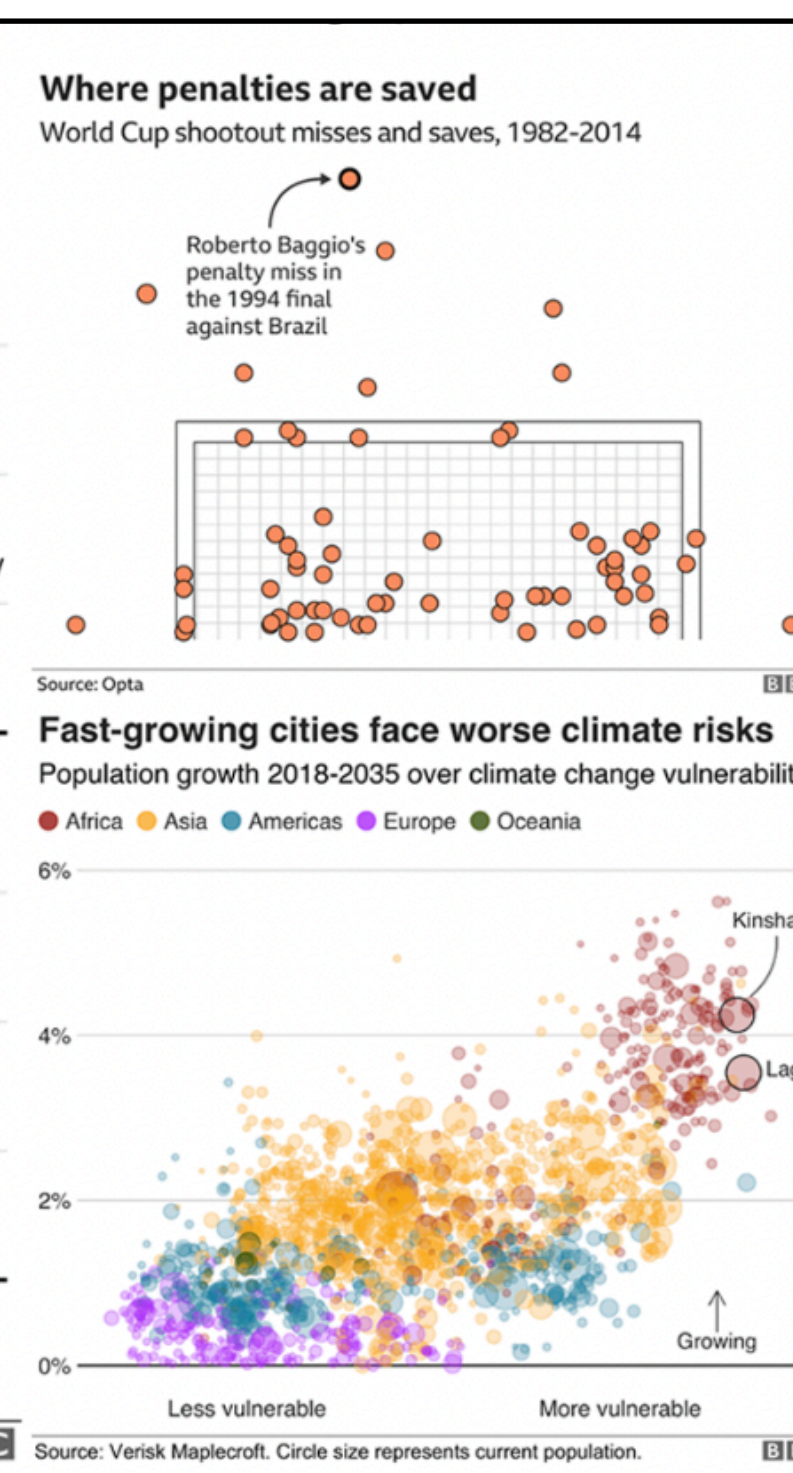 Where penalties are saved
World Cup shootout misses and saves, 1982-2014
Roberto Baggio's
penalty miss in
the 1994 final
against Brazil
Source: Opta
B
Fast-growing cities face worse climate risks
Population growth 2018-2035 over climate change vulnerabilit
Africa Asia Americas Europe Oceania
6%
Kinsha
4%
Lag
2%
Growing
0%
Less vulnerable More vulnerable
C Source: Verisk Maplecroft. Circle size represents current population. B